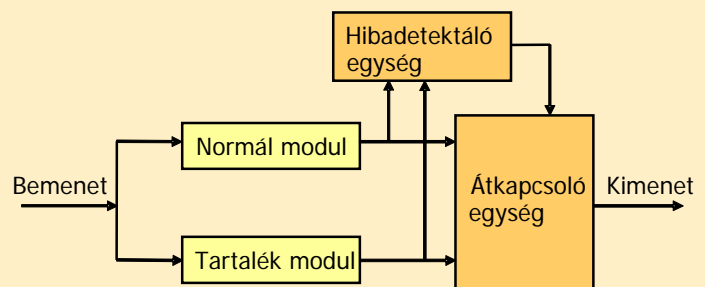 Hibadetektáló
egység
Normál modul
Bemenet
Átkapcsoló
egység
Kimenet
Tartalék modul